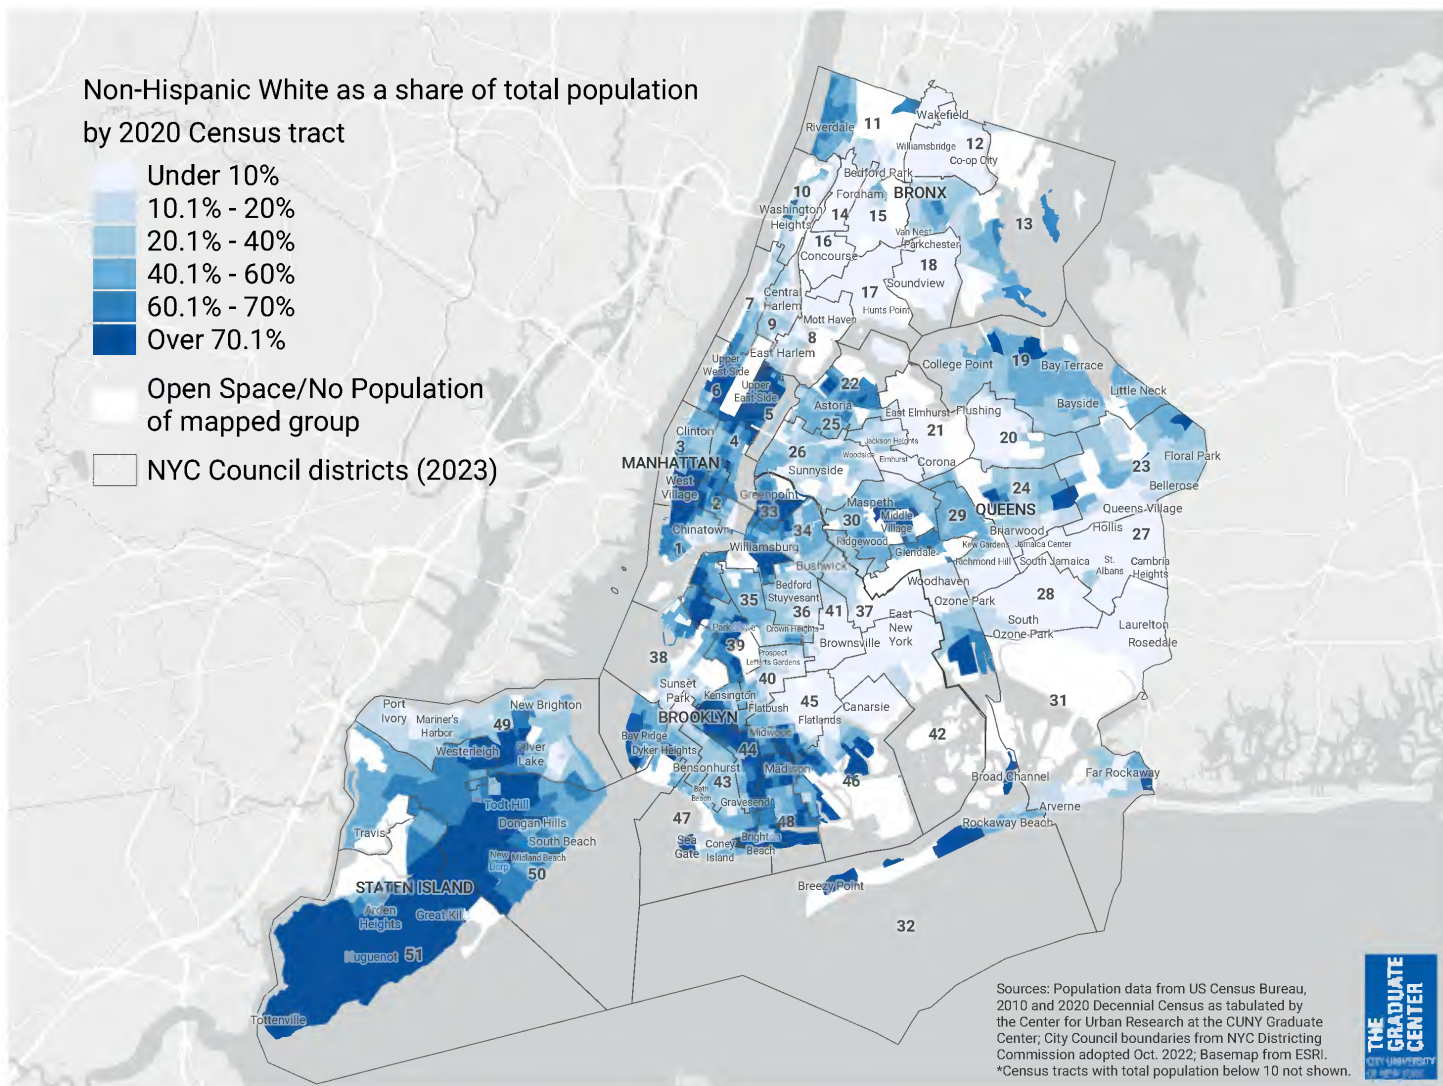 Non-Hispanic White as a share of total population
by 2020 Census tract
Under 10%
10.1% - 20%
20.1% - 40%
40.1% - 60%
60.1% - 70%
Over 70.1%
Open Space/No Population
of mapped group
NYC Council districts (2023)
Riverdale
11
Wakefield
Williamsbridge
12
Co-op City
Bedford Park
10
Fordham
BRONX
Washington
Heights
14
15
13
Van Nest
Parkchester
16
Concourse
18
Soundview
17
Hunts Point
7
Central
Harlem
Mott Haven
9
8
East Harlem
Upper
West Side
6
Upper
East Side
5
College Point
19
Bay Terrace
22
Little Neck
Astoria
Bayside
East Elmhurst
Flushing
25
21
20
Clinton
3
4
Jackson Heights
26
Woodside
Elmhurst
Corona
MANHATTAN
Sunnyside
23
Floral Park
West
Village
Bellerose
24
2
Greenpoint
33
Maspeth
Middle
Village
QUEENS
Queens Village
30
29
Hollis
27
Chinatown
34
Briarwood
1
Williamsburg
Ridgewood
Glendale
Kew Gardens
Jamaica Center
Richmond Hill
South Jamaica
St.
Albans
Cambria
Heights
Bushwick
Woodhaven
Bedford
Stuyvesant
35
36
41
37
Ozone Park
28
East
New
York
South
Ozone Park
Laurelton
Rosedale
Park Slope
Crown Heights
39
Brownsville
Prospect
Lefferts Gardens
38
40
Sunset
Park
Kensington
Flatbush
45
Canarsie
31
BROOKLYN
Flatlands
Bay Ridge
Midwood
42
Dyker Heights
44
Bensonhurst
Madison
43
46
Broad Channel
Far Rockaway
Bath
Beach
Gravesend
Arverne
47
48
Rockaway Beach
Sea
Gate
Coney
Island
Brighton
Beach
Port
Ivory
New Brighton
Mariner's
Harbor
49
Westerleigh
Silver
Lake
Todt Hill
Travis
Dongan Hills
South Beach
New
Dorp
Midland Beach
50
STATEN ISLAND
Arden
Heights
Great Kills
Breezy Point
32
Huguenot
51
Tottenville
Sources: Population data from US Census Bureau,
2010 and 2020 Decennial Census as tabulated by
the Center for Urban Research at the CUNY Graduate
Center; City Council boundaries from NYC Districting
Commission adopted Oct. 2022; Basemap from ESRI.
*Census tracts with total population below 10 not shown.
THE
GRADUATE
CENTER
CITY UNIVERSITY
OF NEW YORK